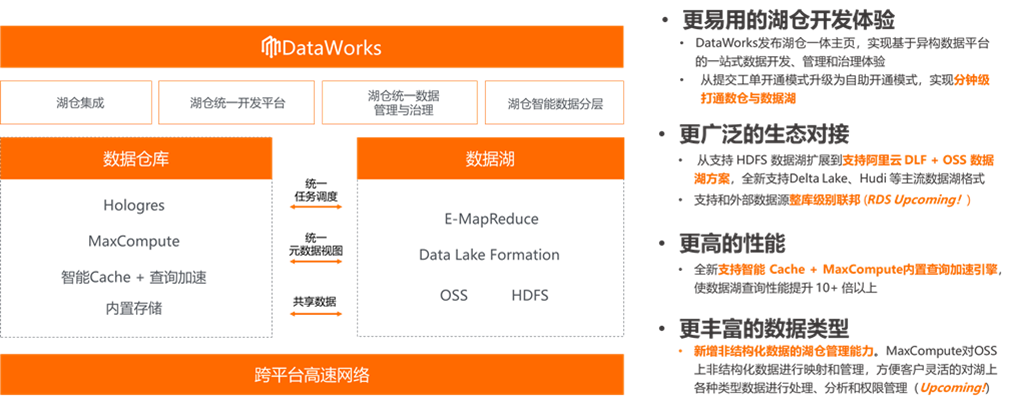 DataWorks
湖仓集成
湖仓统一开发平台
湖仓统一数据
管理与治理
湖仓智能数据分层
数据仓库
Hologres
MaxCompute
智能Cache + 查询加速
内置存储
统一
任务调度
统一
元数据视图
共享数据
数据湖
E-MapReduce
Data Lake Formation
OSS HDFS
跨平台高速网络
• 更易用的湖仓开发体验
• DataWorks发布湖仓一体主页，实现基于异构数据平台
的一站式数据开发、管理和治理体验
• 从提交工单开通模式升级为自助开通模式，实现分钟级
打通数仓与数据湖
• 更广泛的生态对接
• 从支持 HDFS 数据湖扩展到支持阿里云 DLF + OSS 数据
湖方案，全新支持Delta Lake、Hudi 等主流数据湖格式
• 支持和外部数据源整库级别联邦 (RDS Upcoming! )
• 更高的性能
• 全新支持智能 Cache + MaxCompute内置查询加速引擎，
使数据湖查询性能提升 10+ 倍以上
• 更丰富的数据类型
• 新增非结构化数据的湖仓管理能力。MaxCompute对OSS
上非结构化数据进行映射和管理，方便客户灵活的对湖上
各种类型数据进行处理、分析和权限管理（Upcoming!)